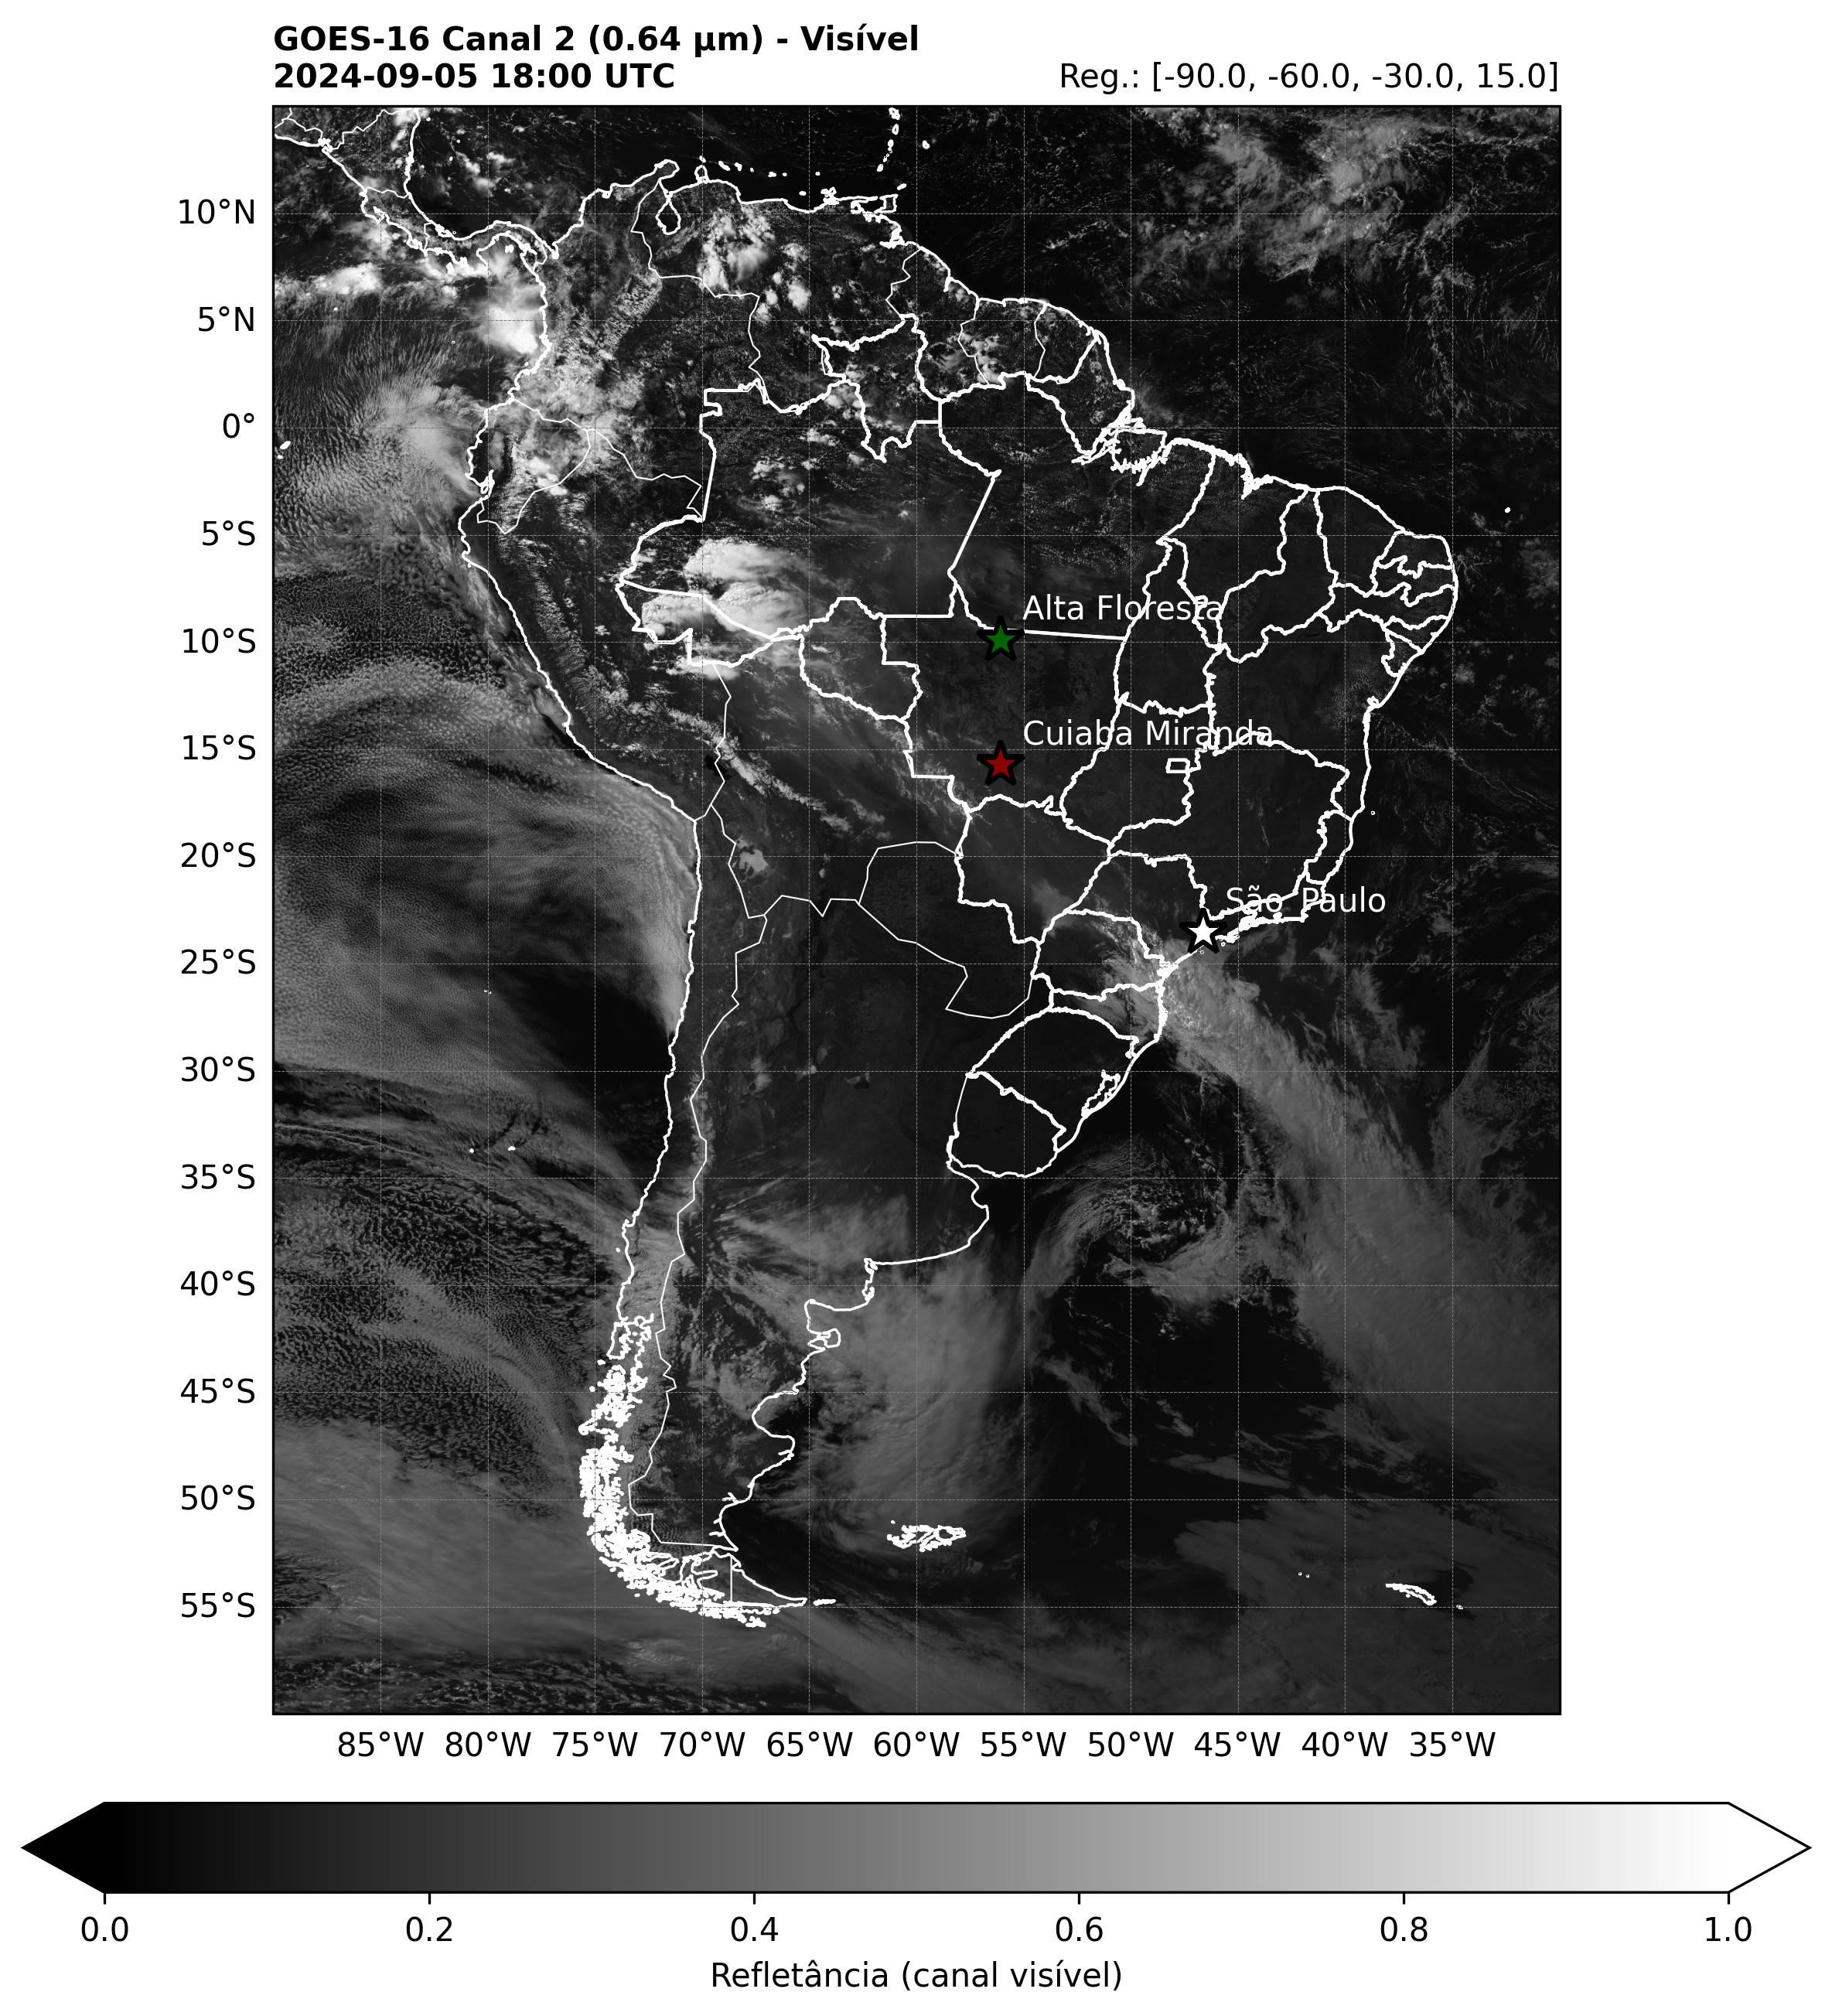 GOES-16 Canal 2 (0.64 µm) - Visível
2024-09-05 18:00 UTC
Reg.: [-90.0, -60.0, -30.0, 15.0]
10°N
5°N
0°
5°S
10°S
15°S
20°S
25°S
30°S
35°S
40°S
45°S
50°S
55°S
Alta Floresta
Cuiaba Miranda
São Paulo
85°W 80°W 75°W 70°W 65°W 60°W 55°W 50°W 45°W 40°W 35°W
0.0 0.2 0.4 0.6 0.8 1.0
Refletância (canal visível)